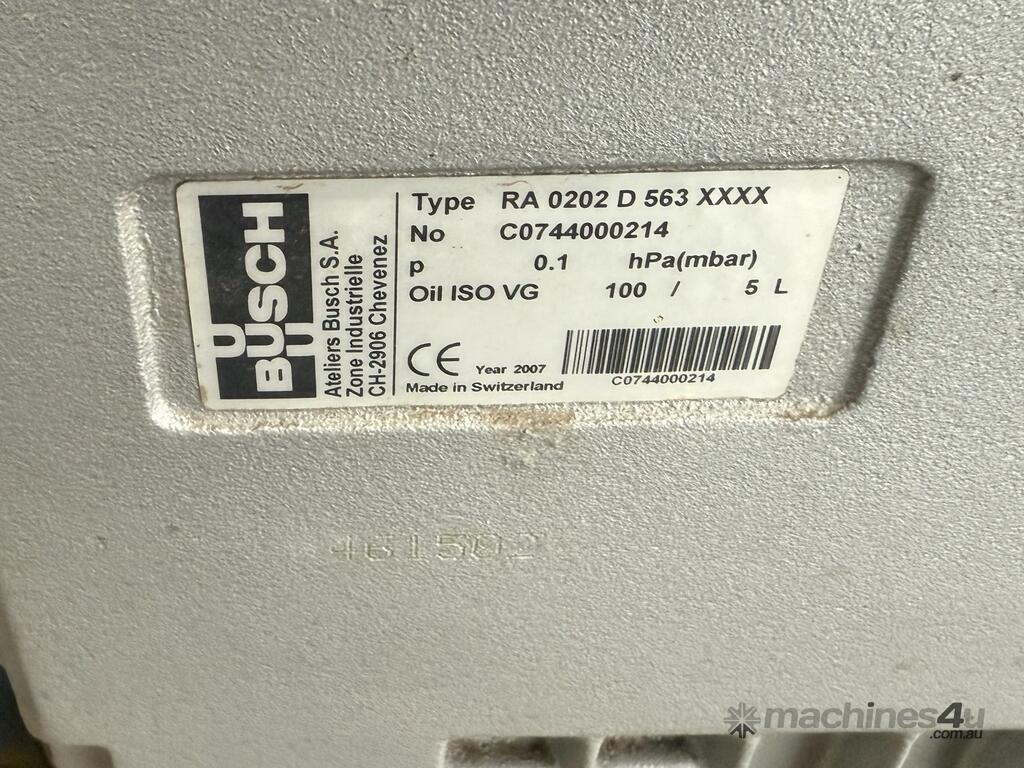 BUSCH
Ateliers Busch S.A.
Zone Industrielle
CH-2906 Chevenez
Type RA 0202 D 563 XXXX
No C0744000214
p 0.1 hPa(mbar)
Oil ISO VG 100 / 5 L
CE Year 2007
Made in Switzerland
C0744000214
461502
machines4u
.com.au